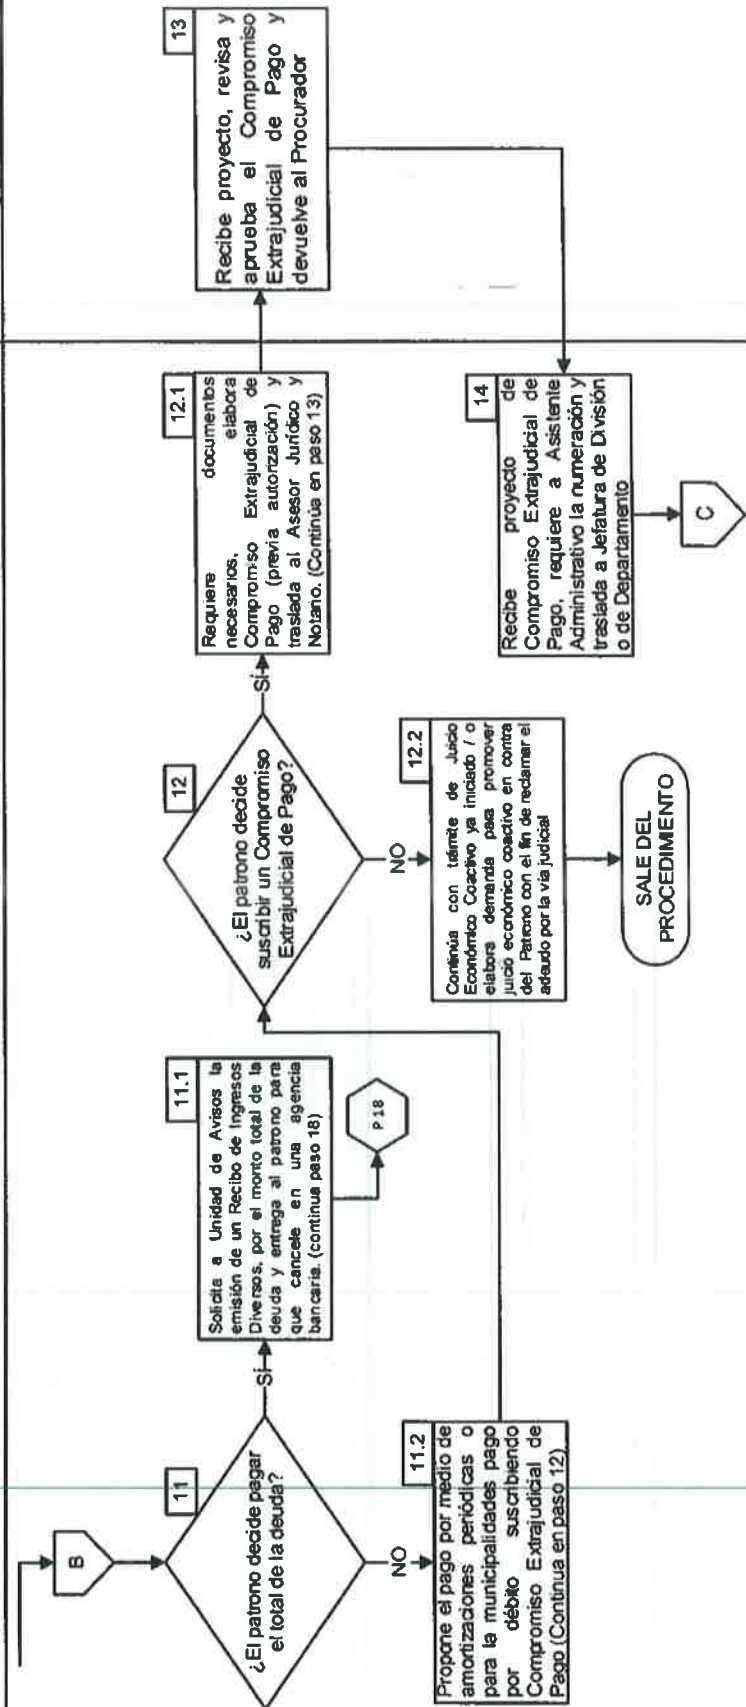 B
11
¿El patrono decide pagar
el total de la deuda?
SÍ
NO
11.1
Solicita a Unidad de Avisos la
emisión de un Recibo de Ingresos
Diversos, por el monto total de la
deuda y entrega al patrono para
que cancele en una agencia
bancaria. (continua paso 18)
P 18
11.2
Propone el pago por medio de
amortizaciones periódicas o
para la municipalidades pago
por débito suscribiendo
Compromiso Extrajudicial de
Pago (Continua en paso 12)
12
¿El patrono decide
suscribir un Compromiso
Extrajudicial de Pago?
SÍ
NO
12.1
Requiere documentos
necesarios, elabora
Compromiso Extrajudicial de
Pago (previa autorización) y
traslada al Asesor Jurídico y
Notario. (Continúa en paso 13)
12.2
Continúa con trámite de Juicio
Económico Coactivo ya iniciado / o
elabora demanda para promover
juicio económico coactivo en contra
del Patrono con el fin de reclamar el
adeudo por la vía judicial
SALE DEL
PROCEDIMIENTO
13
Recibe proyecto, revisa y
aprueba el Compromiso
Extrajudicial de Pago y
devuelve al Procurador
14
Recibe proyecto de
Compromiso Extrajudicial de
Pago, requiere a Asistente
Administrativo la numeración y
traslada a Jefatura de División
o de Departamento
C